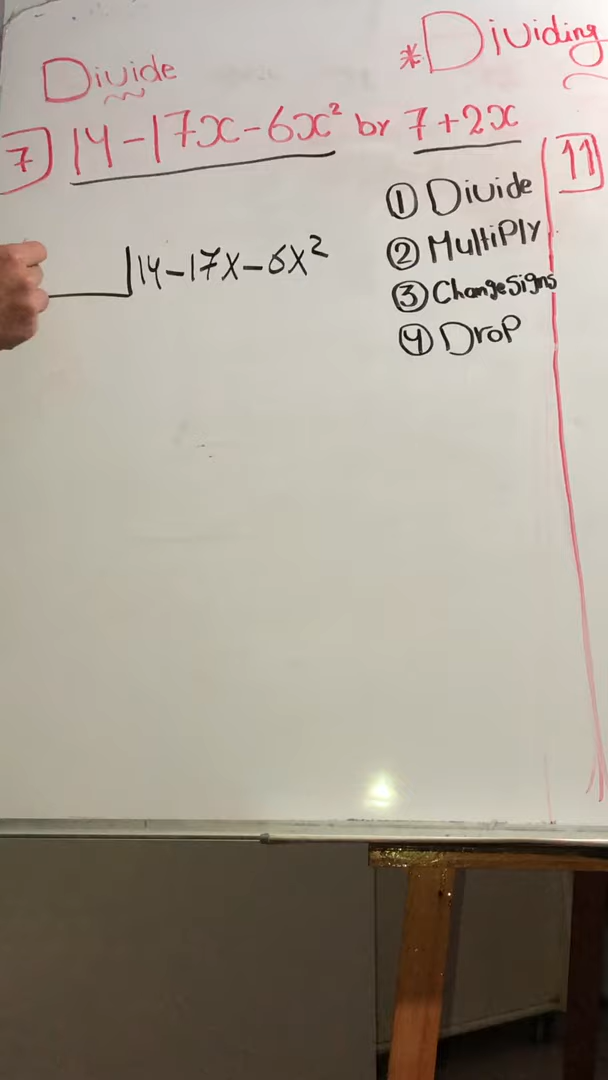 Divide
* Dividing
7 14-17x-6x² by 7+2x
11
① Divide
② MultiPly
③ Change Signs
④ DroP
14-17x-6x²